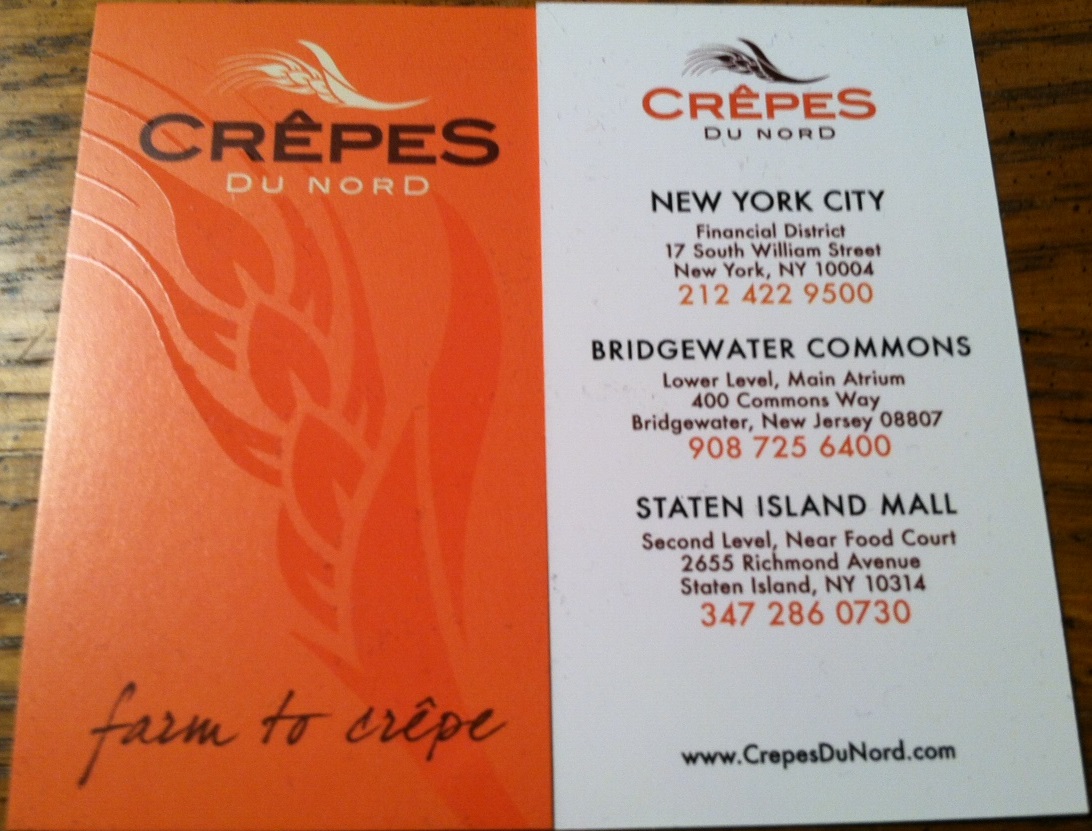 CRÊPES
DU NORD
farm to crêpe
CRÊPES
DU NORD
NEW YORK CITY
Financial District
17 South William Street
New York, NY 10004
212 422 9500
BRIDGEWATER COMMONS
Lower Level, Main Atrium
400 Commons Way
Bridgewater, New Jersey 08807
908 725 6400
STATEN ISLAND MALL
Second Level, Near Food Court
2655 Richmond Avenue
Staten Island, NY 10314
347 286 0730
www.CrepesDuNord.com